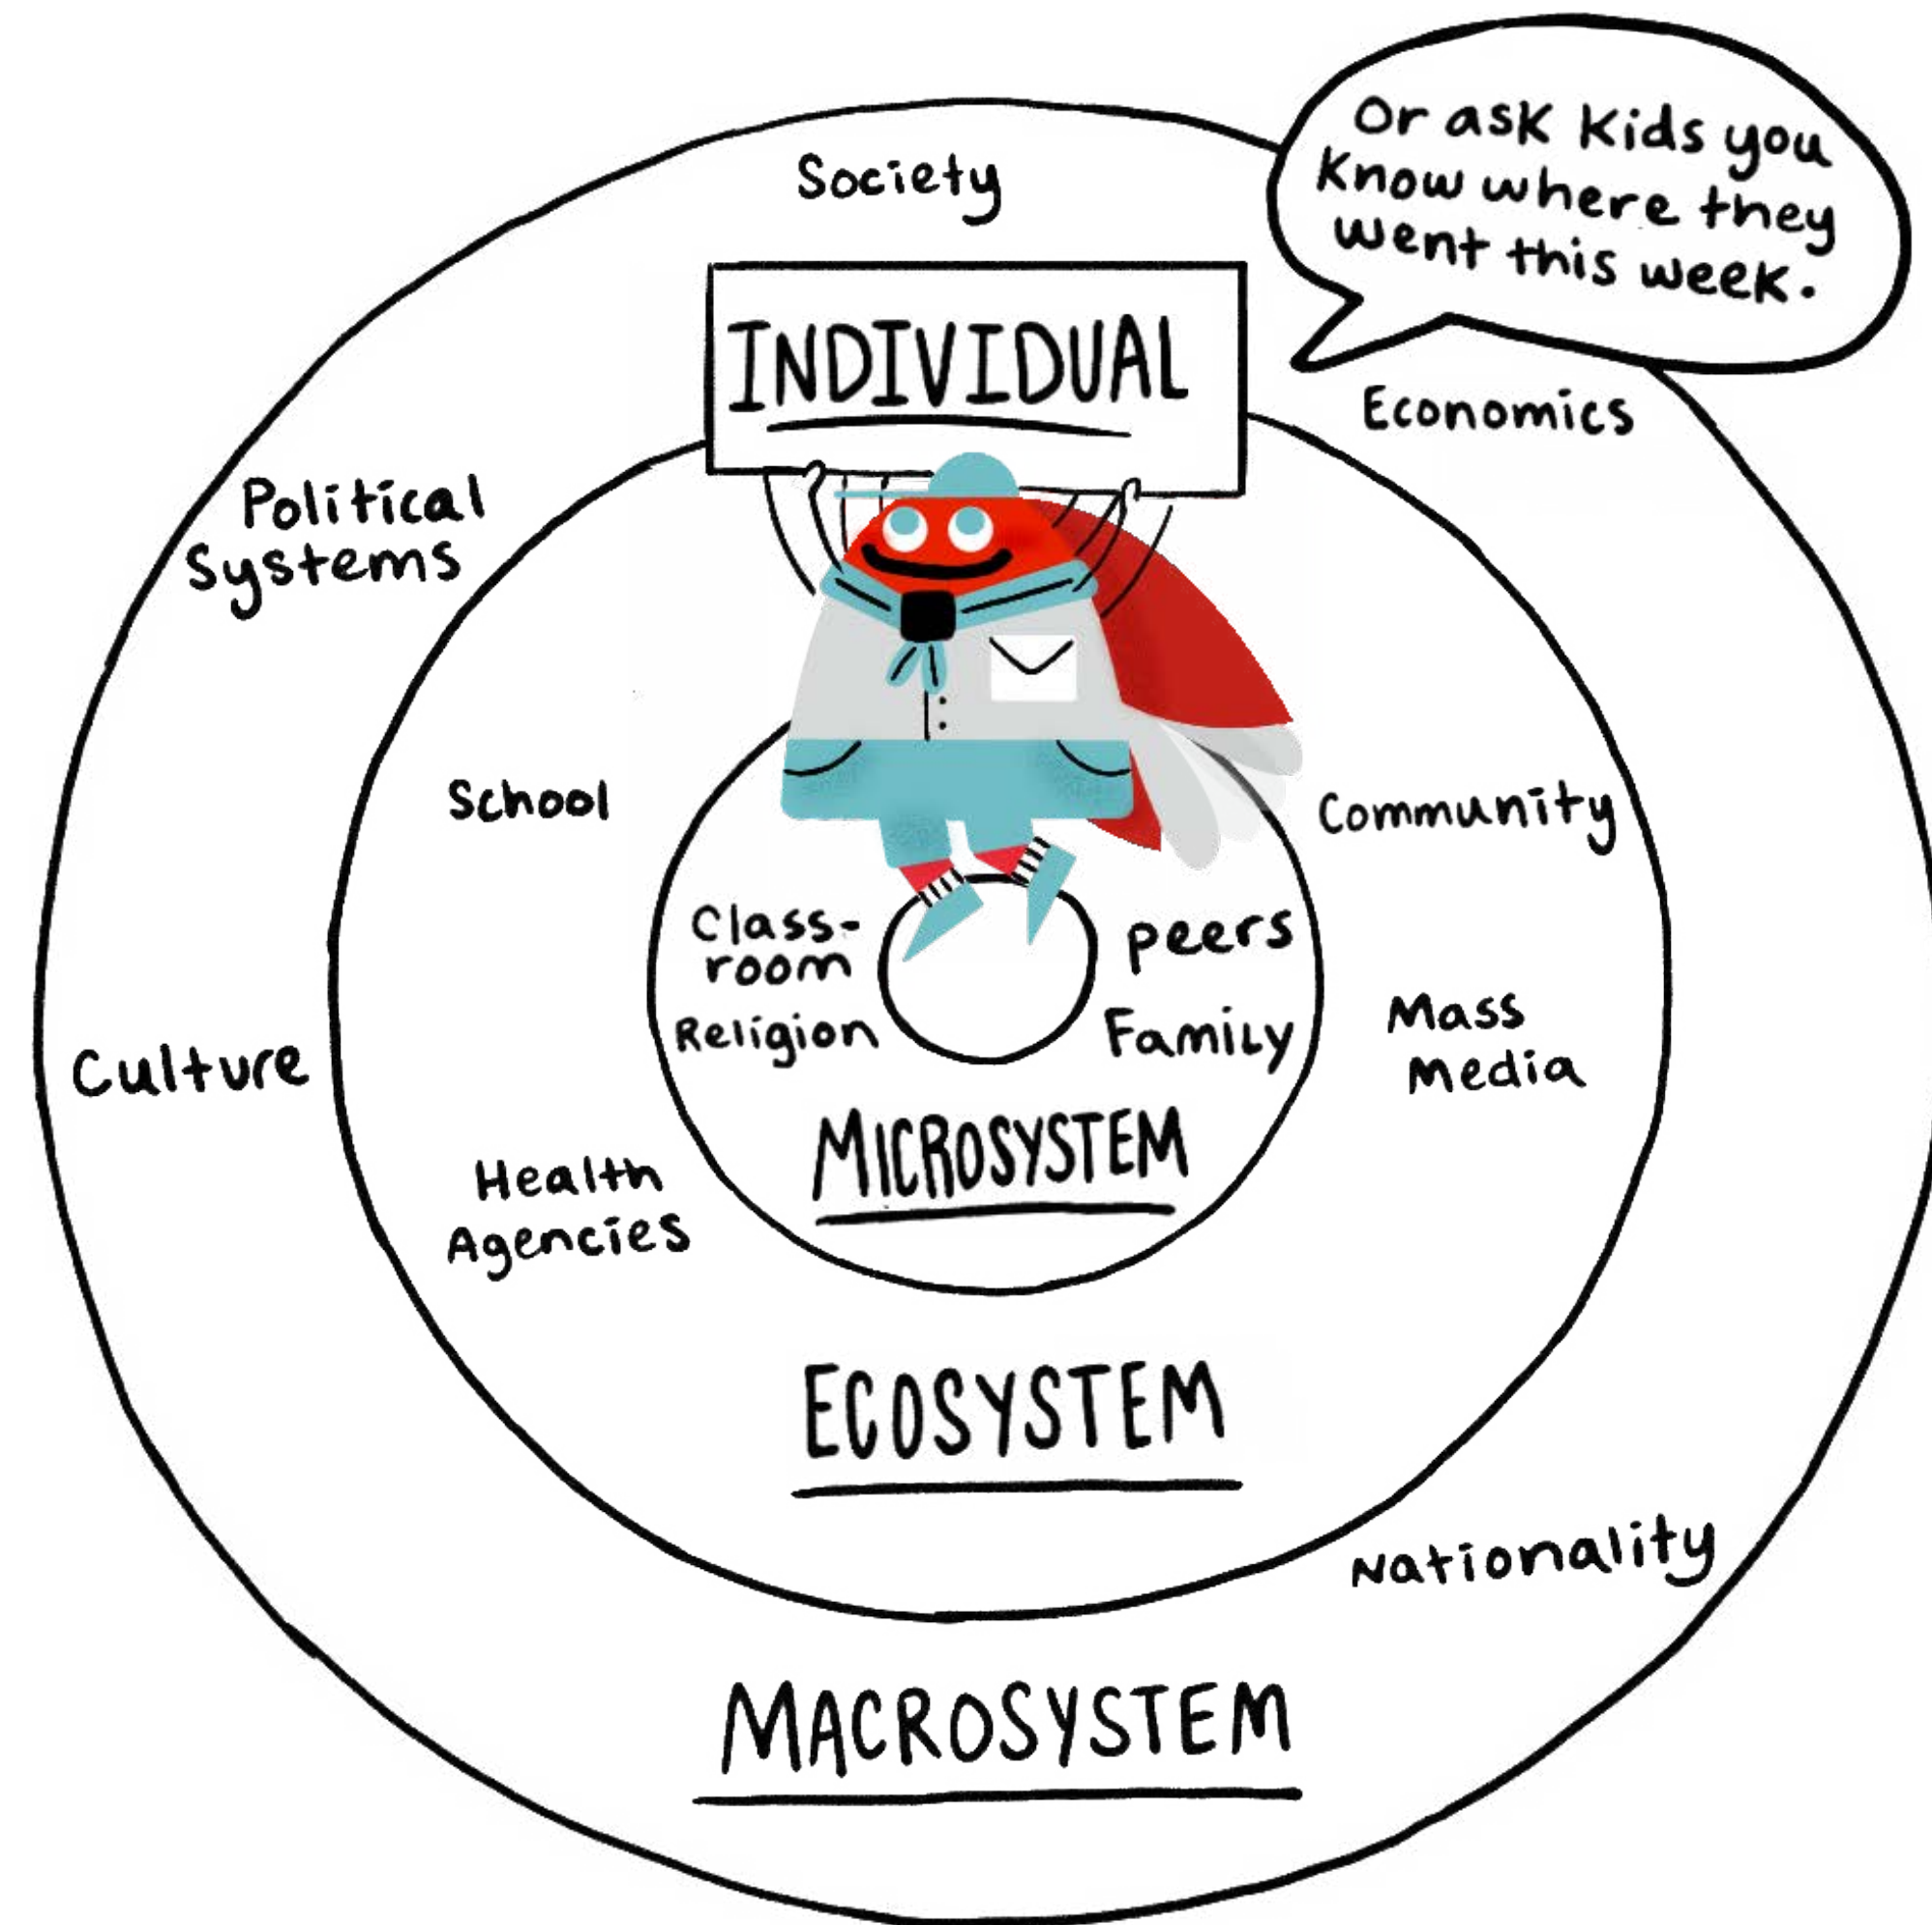 Or ask kids you
know where they
went this week.
Society
INDIVIDUAL
Economics
Political
Systems
School
Community
Class-
room
peers
Religion
Family
Mass
Media
Culture
MICROSYSTEM
Health
Agencies
ECOSYSTEM
Nationality
MACROSYSTEM